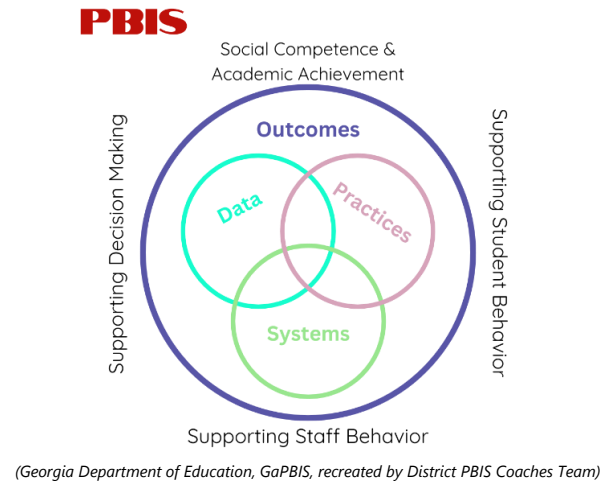 PBIS
Social Competence &
Academic Achievement
Supporting Decision Making
Outcomes
Data
Practices
Systems
Supporting Student Behavior
Supporting Staff Behavior
(Georgia Department of Education, GaPBIS, recreated by District PBIS Coaches Team)